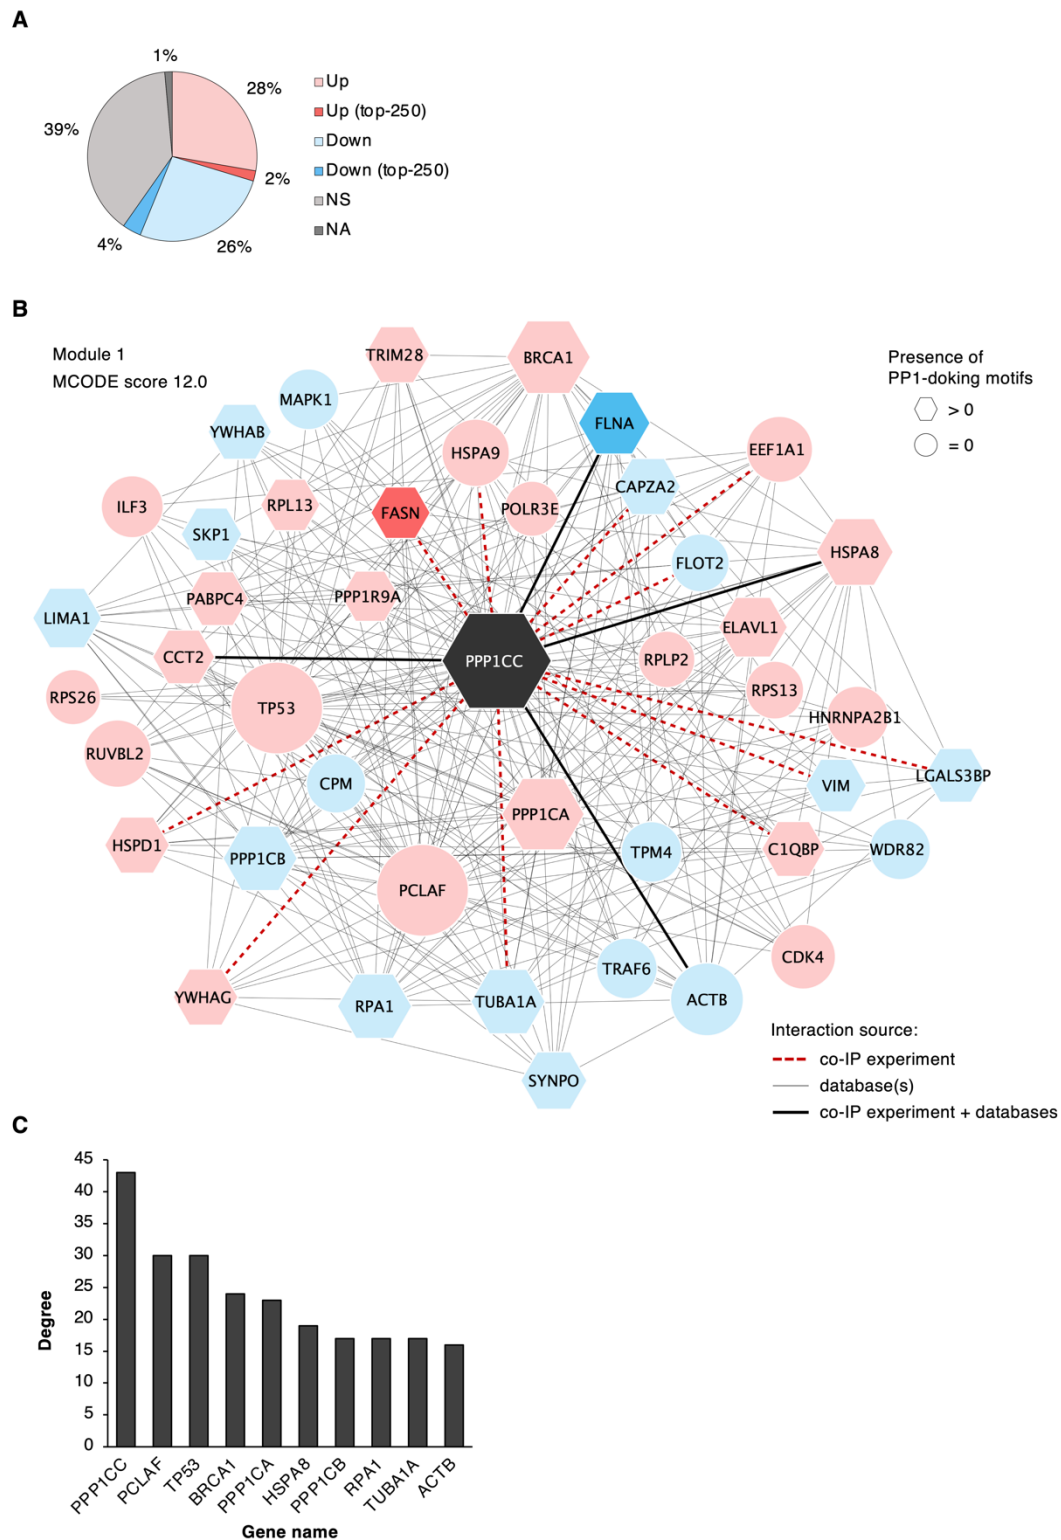 A
1%
28%
39%
2%
4%
26%
Up
Up (top-250)
Down
Down (top-250)
NS
NA
B
Module 1
MCODE score 12.0
Presence of
PP1-doking motifs
> 0
= 0
TRIM28
BRCA1
MAPK1
YWHAB
FLNA
HSPA9
EEF1A1
CAPZA2
ILF3
RPL13
FASN
POLR3E
SKP1
HSPA8
FLOT2
PABPC4
PPP1R9A
LIMA1
ELAVL1
CCT2
PPP1CC
RPLP2
RPS26
RPS13
TP53
HNRNPA2B1
RUVBL2
CPM
VIM
LGALS3BP
PPP1CA
HSPD1
PPP1CB
TPM4
C1QBP
WDR82
PCLAF
CDK4
TRAF6
YWHAG
RPA1
TUBA1A
ACTB
SYNPO
Interaction source:
co-IP experiment
database(s)
co-IP experiment + databases
C
45
40
35
30
25
20
15
10
5
0
Degree
PPP1CC
PCLAF
TP53
BRCA1
PPP1CA
HSPA8
PPP1CB
RPA1
TUBA1A
ACTB
Gene name